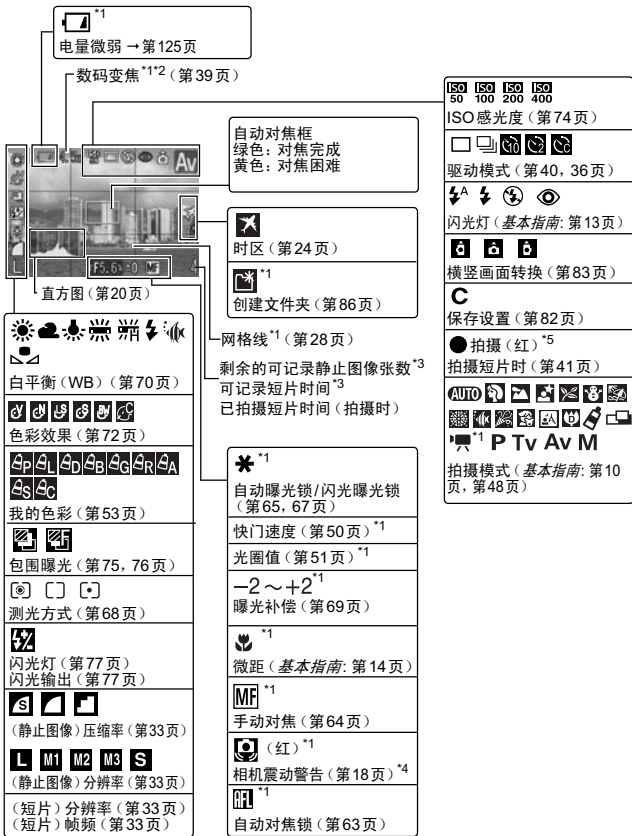 *1
电量微弱 →第125页
数码变焦*1*2（第39页）
Av
F5.6 ±0 MF 4
L
直方图（第20页）
白平衡（WB）（第70页）
色彩效果（第72页）
AP AL AD AB AG AR AA
AS AC
我的色彩（第53页）
包围曝光（第75，76页）
测光方式（第68页）
闪光灯（第77页）
闪光输出（第77页）
S
（静止图像）压缩率（第33页）
L M1 M2 M3 S
（静止图像）分辨率（第33页）
（短片）分辨率（第33页）
（短片）帧频（第33页）
自动对焦框
绿色：对焦完成
黄色：对焦困难
时区（第24页）
*1
创建文件夹（第86页）
网格线*1（第28页）
剩余的可记录静止图像张数*3
可记录短片时间*3
已拍摄短片时间（拍摄时）
*1
自动曝光锁/闪光曝光锁
（第65，67页）
快门速度（第50页）*1
光圈值（第51页）*1
−2～+2*1
曝光补偿（第69页）
*1
微距（基本指南: 第14页）
MF *1
手动对焦（第64页）
（红）*1
相机震动警告（第18页）*4
AFL *1
自动对焦锁（第63页）
ISO 50 ISO 100 ISO 200 ISO 400
ISO感光度（第74页）
驱动模式（第40，36页）
闪光灯（基本指南: 第13页）
横竖画面转换（第83页）
C
保存设置（第82页）
拍摄（红）*5
拍摄短片时（第41页）
AUTO
*1 P Tv Av M
拍摄模式（基本指南: 第10
页，第48页）